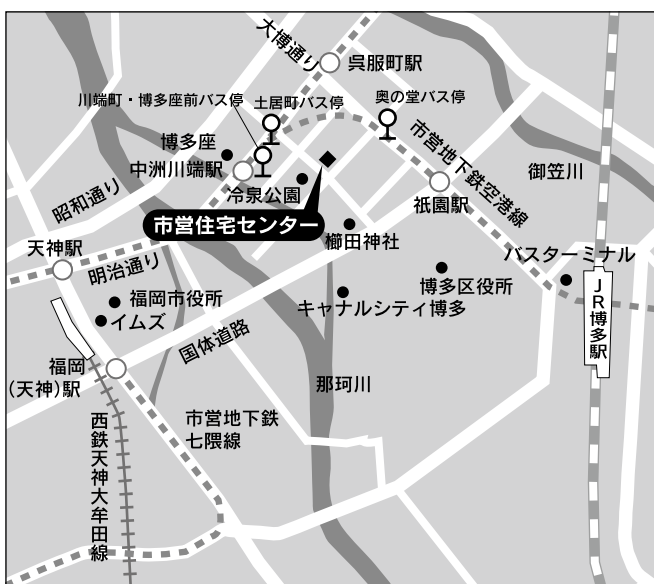 大博通り
呉服町駅
川端町・博多座前バス停
土居町バス停
奥の堂バス停
博多座
中洲川端駅
市営地下鉄空港線
御笠川
昭和通り
冷泉公園
祇園駅
市営住宅センター
天神駅
明治通り
櫛田神社
バスターミナル
福岡市役所
イムズ
博多区役所
キャナルシティ博多
JR博多駅
国体道路
福岡
(天神)駅
那珂川
市営地下鉄
七隈線
西鉄天神大牟田線